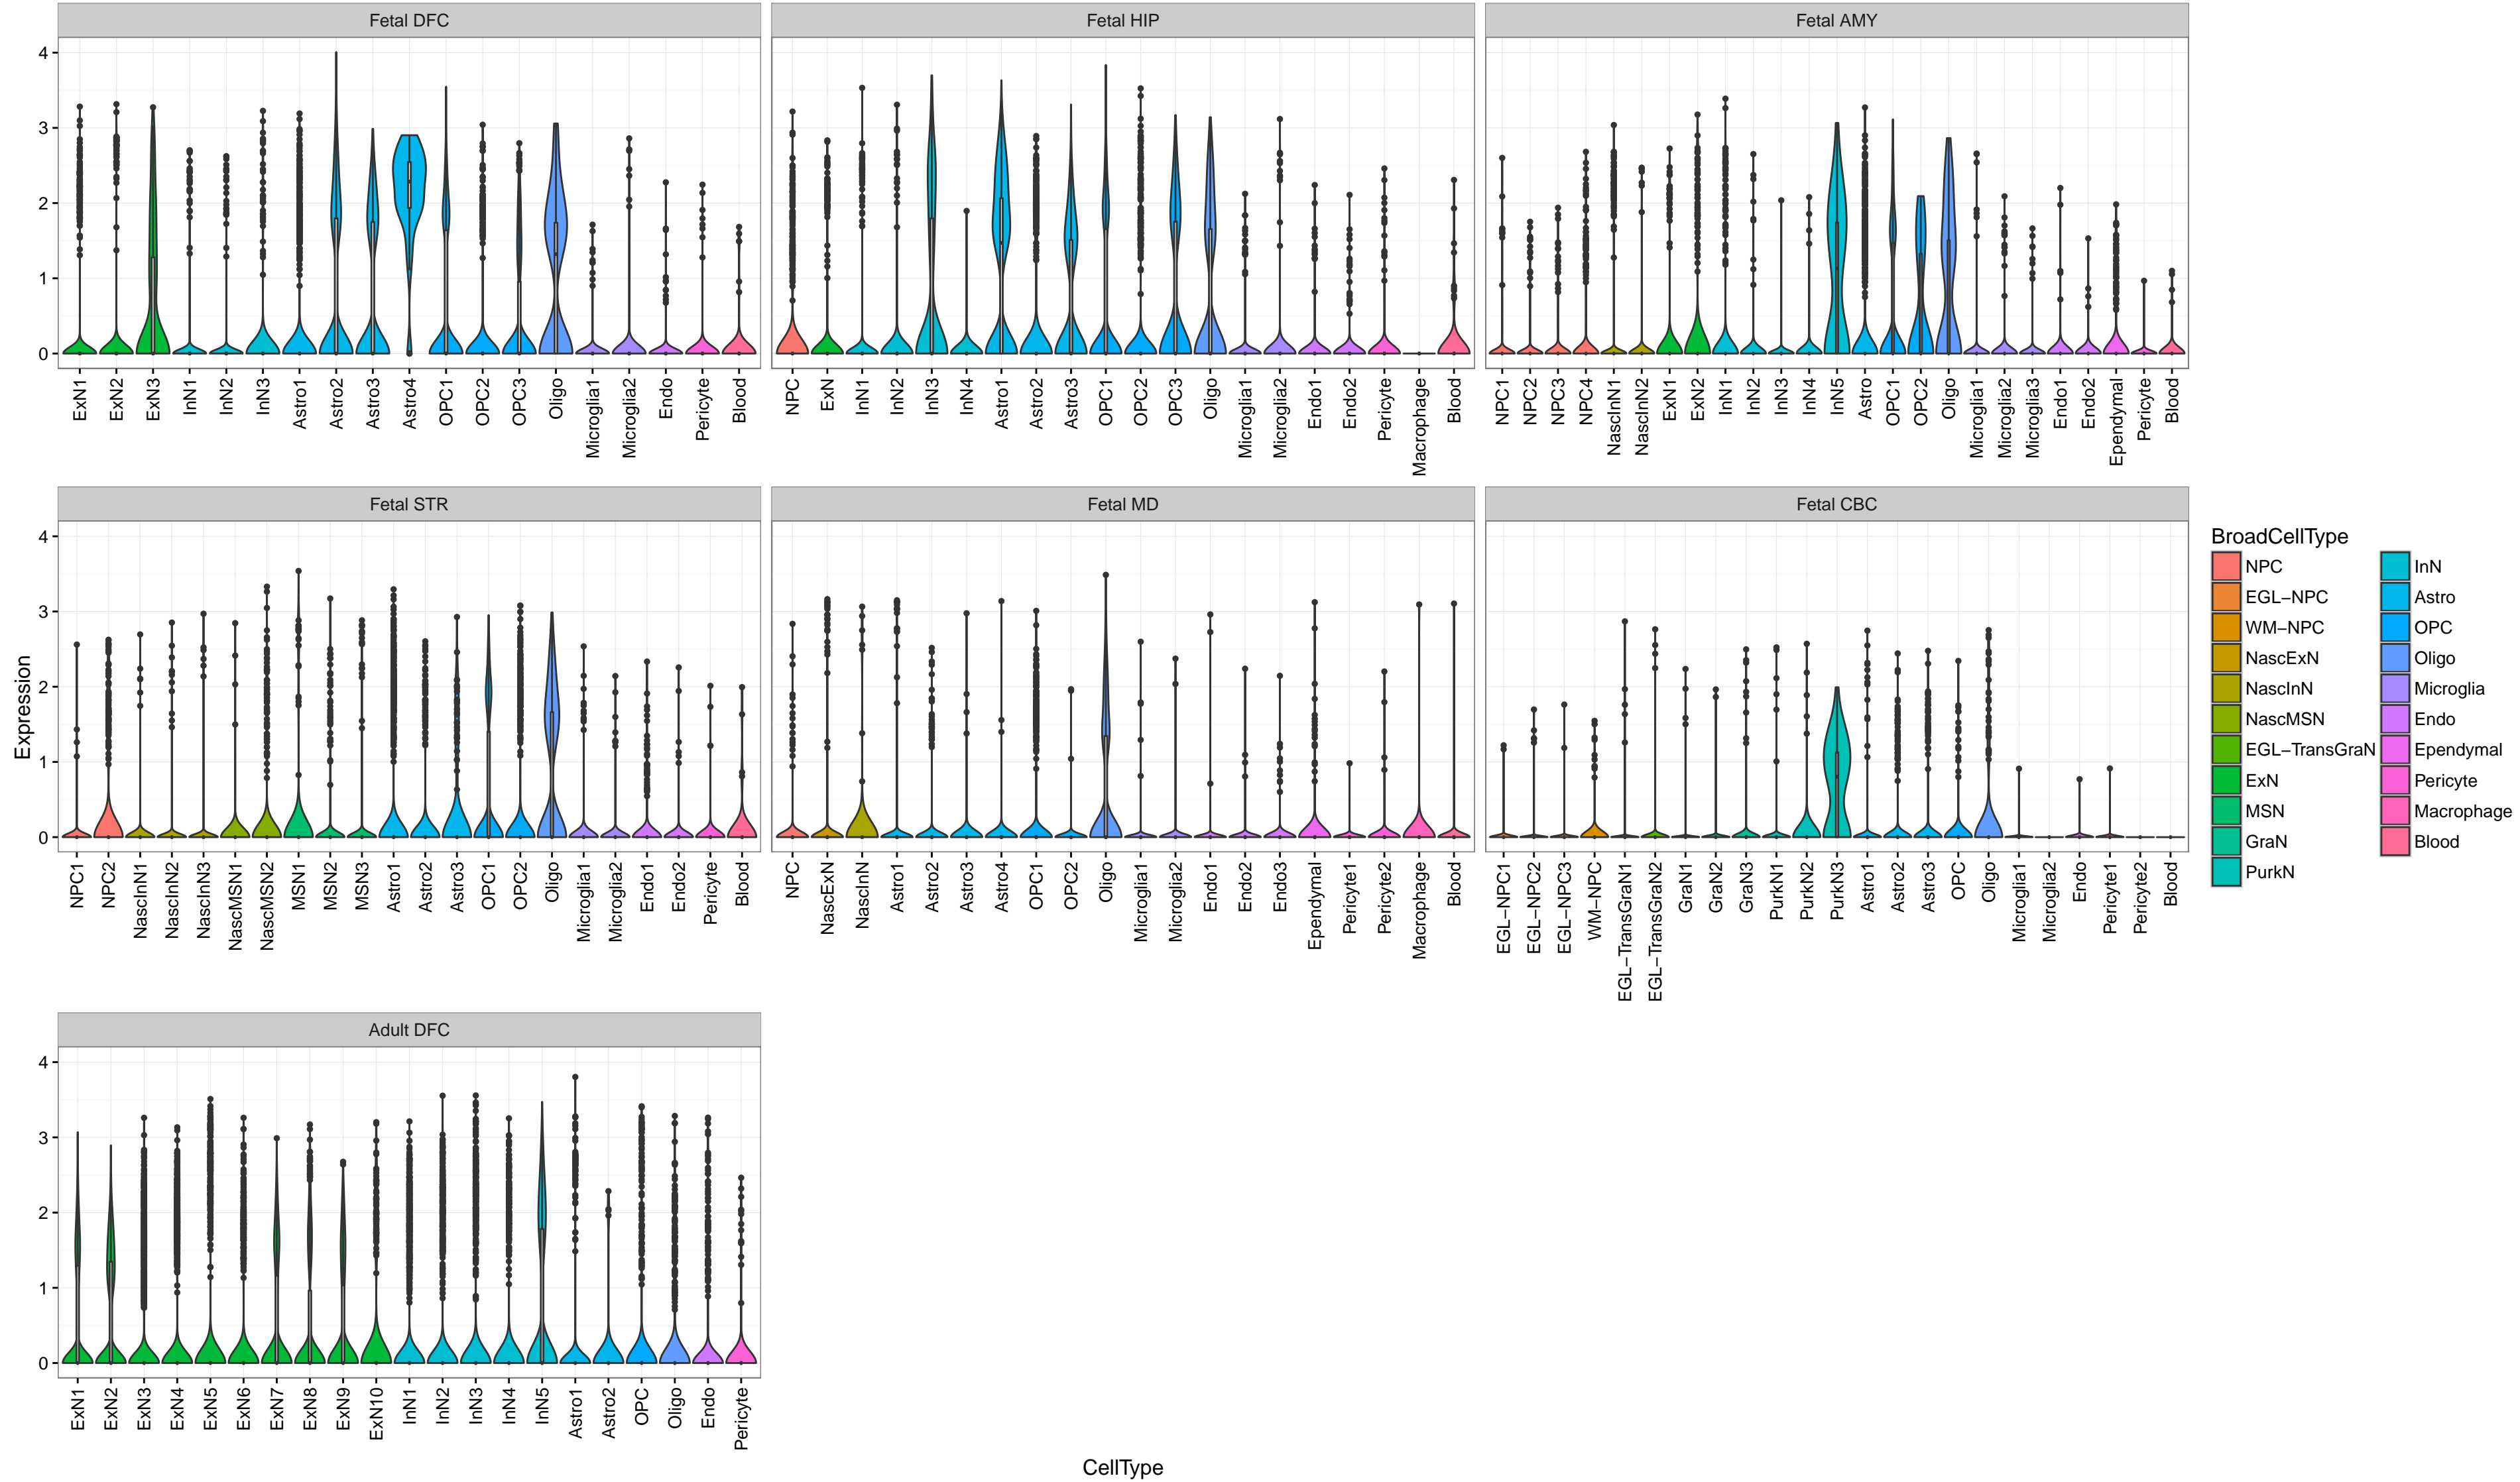 Fetal DFC Fetal HIP Fetal AMY
4
3
2
1
0
ExN1 ExN2 ExN3 InN1 InN2 InN3 Astro1 Astro2 Astro3 Astro4 OPC1 OPC2 OPC3 Oligo Microglia1 Microglia2 Endo Pericyte Blood
NPC ExN InN1 InN2 InN3 InN4 Astro1 Astro2 Astro3 OPC1 OPC2 OPC3 Oligo Microglia1 Microglia2 Endo1 Endo2 Pericyte Macrophage Blood
NPC1 NPC2 NPC3 NPC4 NascInN1 NascInN2 ExN1 ExN2 InN1 InN2 InN3 InN4 InN5 Astro OPC1 OPC2 Oligo Microglia1 Microglia2 Microglia3 Endo1 Endo2 Ependymal Pericyte Blood
Fetal STR Fetal MD Fetal CBC
Expression
4
3
2
1
0
NPC1 NPC2 NascInN1 NascInN2 NascInN3 NascMSN1 NascMSN2 MSN1 MSN2 MSN3 Astro1 Astro2 Astro3 OPC1 OPC2 Oligo Microglia1 Microglia2 Endo1 Endo2 Pericyte Blood
NPC NascExN NascInN Astro1 Astro2 Astro3 Astro4 OPC1 OPC2 Oligo Microglia1 Microglia2 Endo1 Endo2 Endo3 Ependymal Pericyte1 Pericyte2 Macrophage Blood
EGL−NPC1 EGL−NPC2 EGL−NPC3 WM−NPC EGL−TransGraN1 EGL−TransGraN2 GraN1 GraN2 GraN3 PurkN1 PurkN2 PurkN3 Astro1 Astro2 Astro3 OPC Oligo Microglia1 Microglia2 Endo Pericyte1 Pericyte2 Blood
BroadCellType
NPC
EGL−NPC
WM−NPC
NascExN
NascInN
NascMSN
EGL−TransGraN
ExN
MSN
GraN
PurkN
InN
Astro
OPC
Oligo
Microglia
Endo
Ependymal
Pericyte
Macrophage
Blood
Adult DFC
4
3
2
1
0
ExN1 ExN2 ExN3 ExN4 ExN5 ExN6 ExN7 ExN8 ExN9 ExN10 InN1 InN2 InN3 InN4 InN5 Astro1 Astro2 OPC Oligo Endo Pericyte
CellType